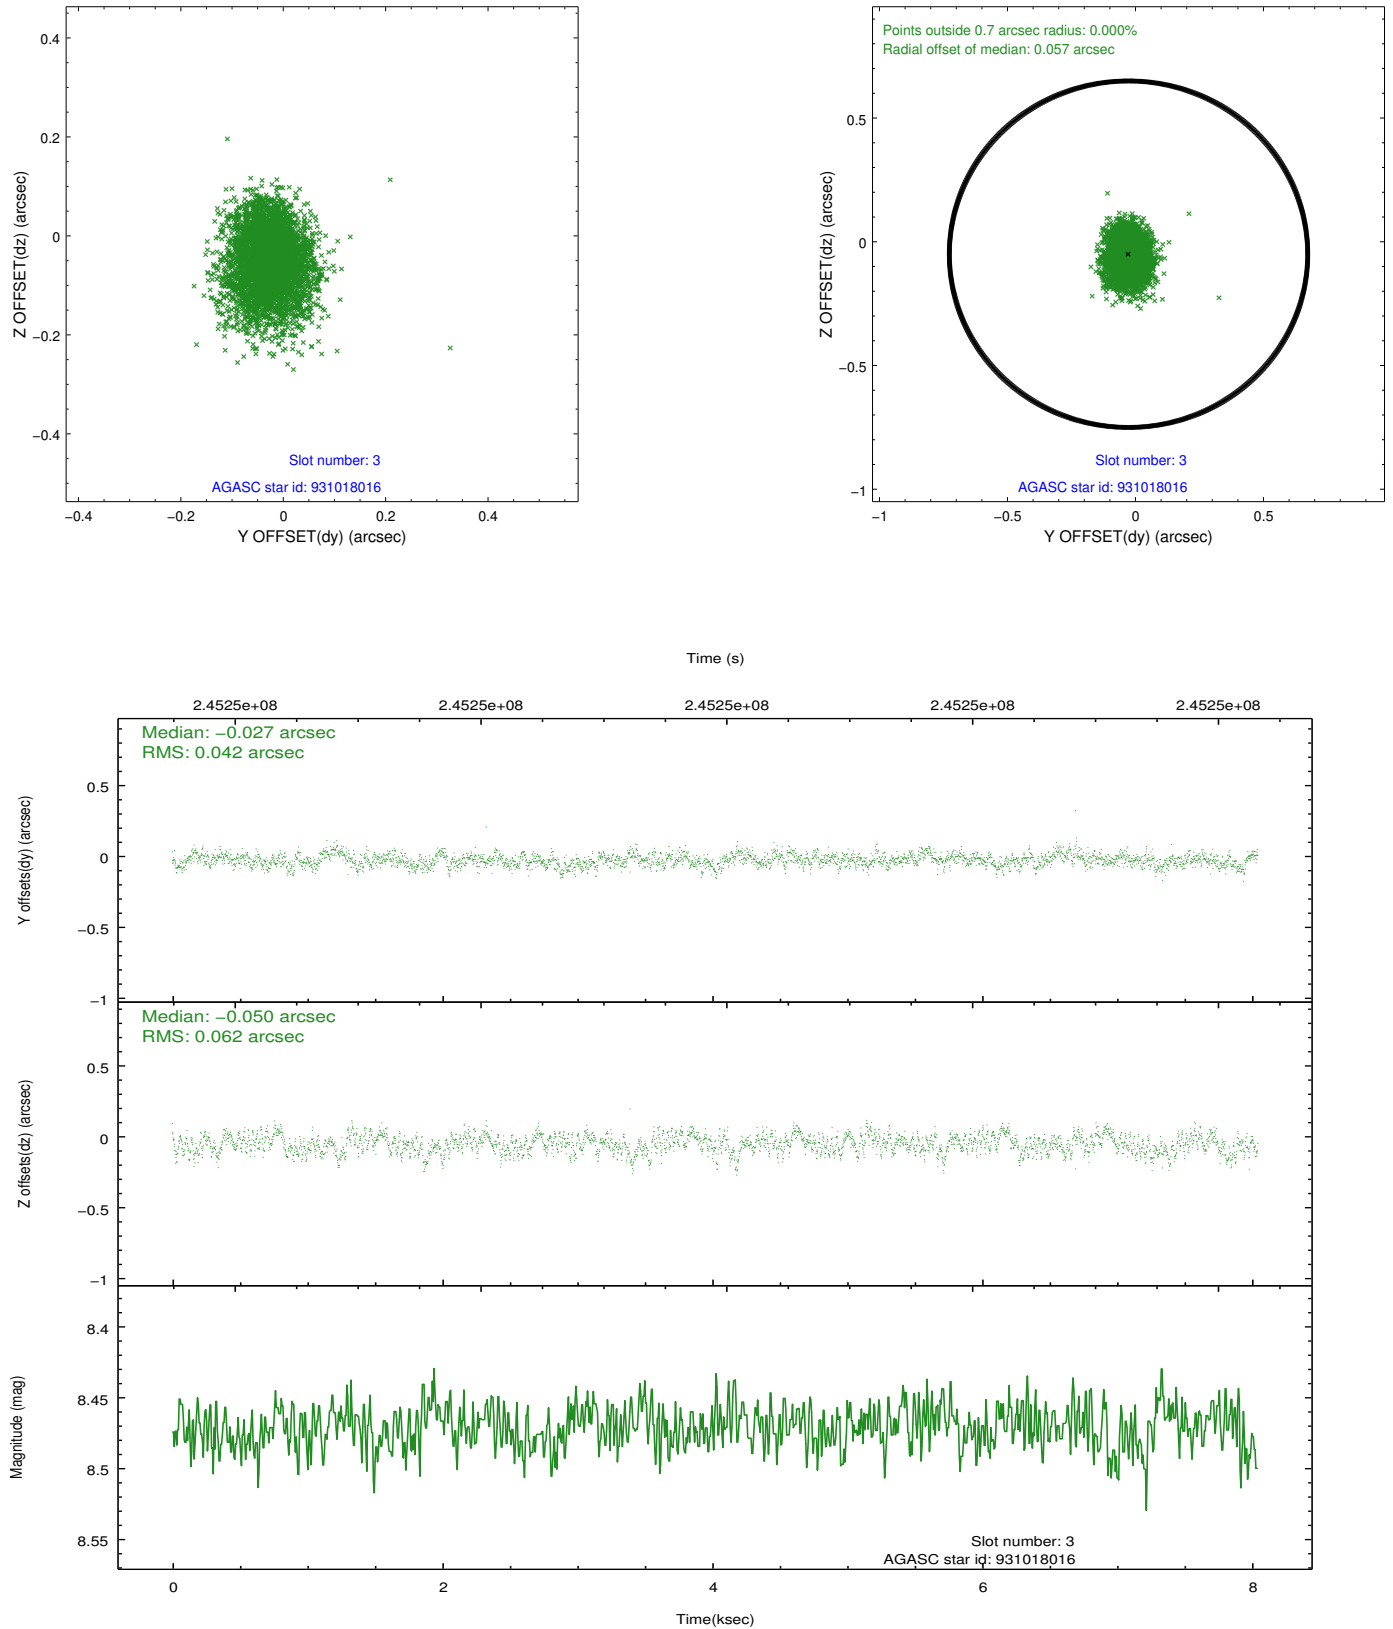 0.4
0.2
0
−0.2
−0.4
Z OFFSET(dz) (arcsec)
Slot number: 3
AGASC star id: 931018016
−0.4
−0.2
0
0.2
0.4
Y OFFSET(dy) (arcsec)
Points outside 0.7 arcsec radius: 0.000%
Radial offset of median: 0.057 arcsec
0.5
0
−0.5
−1
Z OFFSET(dz) (arcsec)
Slot number: 3
AGASC star id: 931018016
−1
−0.5
0
0.5
Y OFFSET(dy) (arcsec)
Time (s)
2.4525e+08
2.4525e+08
2.4525e+08
2.4525e+08
2.4525e+08
Median: −0.027 arcsec
RMS: 0.042 arcsec
0.5
0
−0.5
−1
Y offsets(dy) (arcsec)
Median: −0.050 arcsec
RMS: 0.062 arcsec
0.5
0
−0.5
−1
Z offsets(dz) (arcsec)
8.4
8.45
8.5
8.55
Magnitude (mag)
Slot number: 3
AGASC star id: 931018016
0
2
4
6
8
Time(ksec)